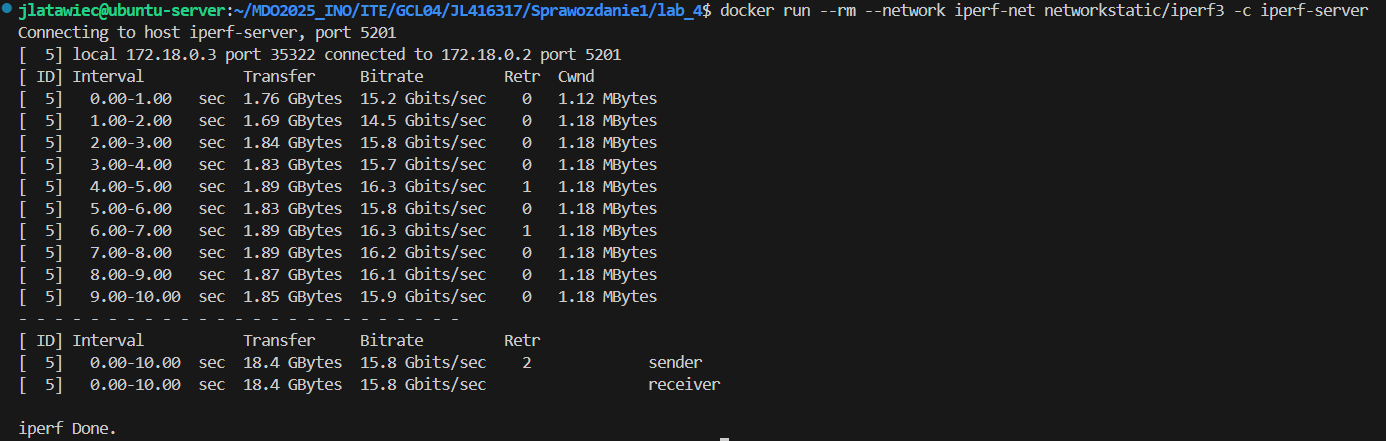 jlatawiec@ubuntu-server:~/MDO2025_INO/ITE/GCL04/JL416317/Sprawozdanie1/lab_4$ docker run --rm --network iperf-net networkstatic/iperf3 -c iperf-server
Connecting to host iperf-server, port 5201
[  5] local 172.18.0.3 port 35322 connected to 172.18.0.2 port 5201
[ ID] Interval           Transfer     Bitrate         Retr  Cwnd
[  5]   0.00-1.00   sec  1.76 GBytes  15.2 Gbits/sec    0   1.12 MBytes
[  5]   1.00-2.00   sec  1.69 GBytes  14.5 Gbits/sec    0   1.18 MBytes
[  5]   2.00-3.00   sec  1.84 GBytes  15.8 Gbits/sec    0   1.18 MBytes
[  5]   3.00-4.00   sec  1.83 GBytes  15.7 Gbits/sec    0   1.18 MBytes
[  5]   4.00-5.00   sec  1.89 GBytes  16.3 Gbits/sec    1   1.18 MBytes
[  5]   5.00-6.00   sec  1.83 GBytes  15.8 Gbits/sec    0   1.18 MBytes
[  5]   6.00-7.00   sec  1.89 GBytes  16.3 Gbits/sec    1   1.18 MBytes
[  5]   7.00-8.00   sec  1.89 GBytes  16.2 Gbits/sec    0   1.18 MBytes
[  5]   8.00-9.00   sec  1.87 GBytes  16.1 Gbits/sec    0   1.18 MBytes
[  5]   9.00-10.00  sec  1.85 GBytes  15.9 Gbits/sec    0   1.18 MBytes
- - - - - - - - - - - - - - - - - - - - - - - - -
[ ID] Interval           Transfer     Bitrate         Retr
[  5]   0.00-10.00  sec  18.4 GBytes  15.8 Gbits/sec    2             sender
[  5]   0.00-10.00  sec  18.4 GBytes  15.8 Gbits/sec                  receiver
iperf Done.